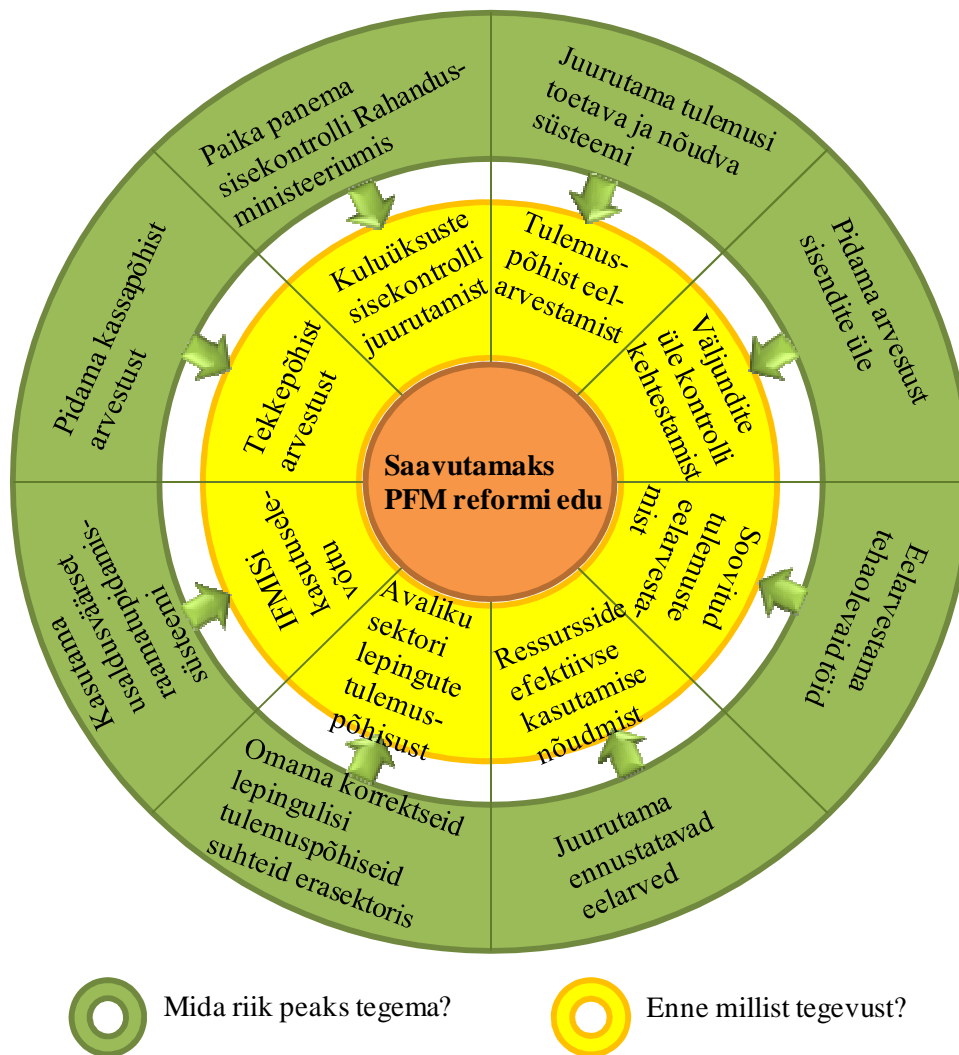 Juurutama tulemusi
toetava ja nõudva
süsteemi
Pidama arvestust
sisendite üle
Eelarvestama
tehaolevaid töid
Juurutama
ennustatavad
eelarved
Omama korrektseid
lepingulisi
tulemuspõhiseid
suhteid erasektoris
Kasutama
usaldusväärset
raamatupidamis-
süsteemi
Pidama kassapõhist
arvestust
Paika panema
sisekontrolli Rahandus-
ministeeriumis
Tulemus-
põhist eel-
arvestamist
Väljundite
üle kontrolli
kehtestamist
Soovitud
tulemuste
eelarvesta-
mist
Ressursside
efektiivse
kasutamise
nõudmist
Avaliku
sektori
lepingute
tulemus-
põhisust
IFMISi
kasutusele-
võttu
Tekkepõhist
arvestust
Kuluüksuste
sisekontrolli
juurutamist
Saavutamaks
PFM reformi edu
Mida riik peaks tegema?
Enne millist tegevust?